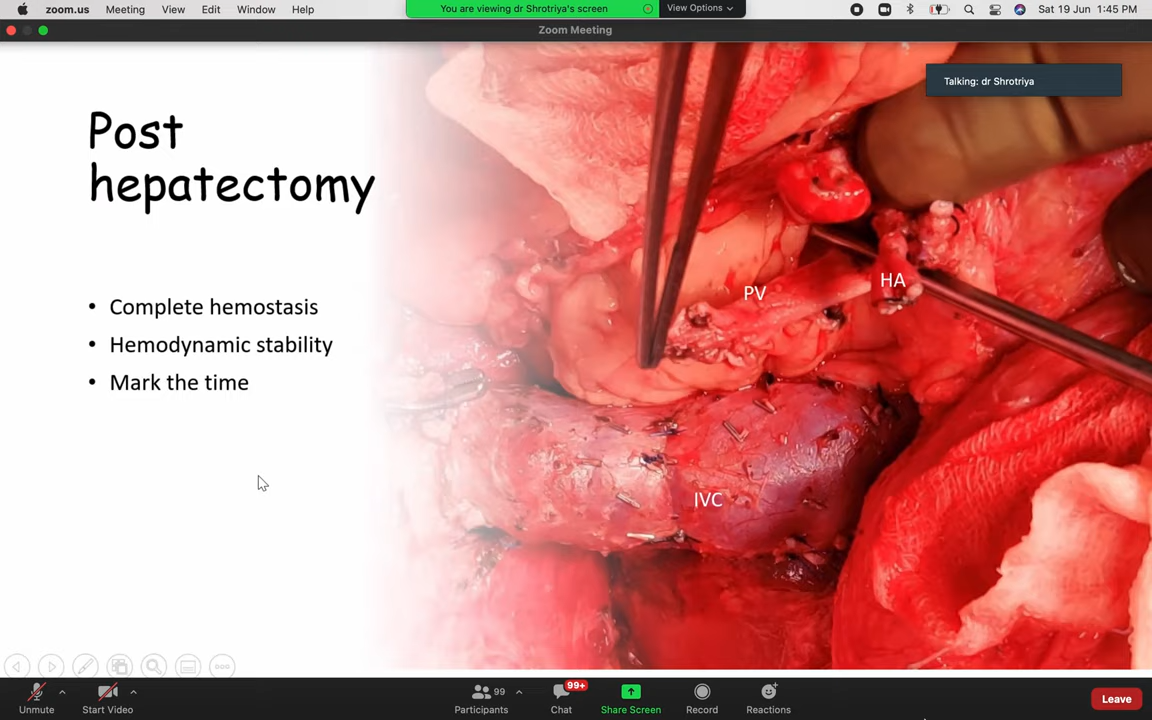 zoom.us Meeting View Edit Window Help
You are viewing dr Shrotriya's screen
View Options
Sat 19 Jun 1:45 PM
Zoom Meeting
Talking: dr Shrotriya
Post
hepatectomy
• Complete hemostasis
• Hemodynamic stability
• Mark the time
PV
HA
IVC
Unmute
Start Video
99
Participants
99+
Chat
Share Screen
Record
Reactions
Leave